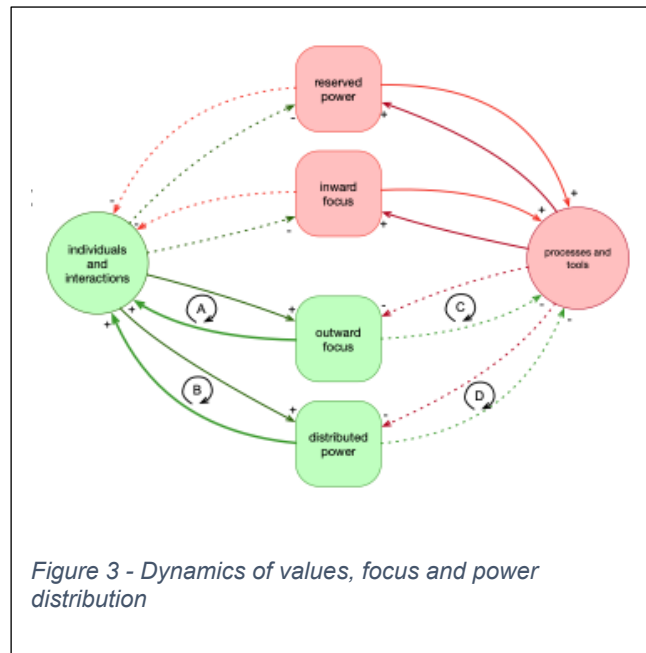 reserved
power
-
+
inward
focus
-
-
+
-
-
+
+
individuals
and
interactions
processes and
tools
A
+
-
C
-
+
+
outward
focus
-
-
B
+
-
D
distributed
power
Figure 3 - Dynamics of values, focus and power
distribution